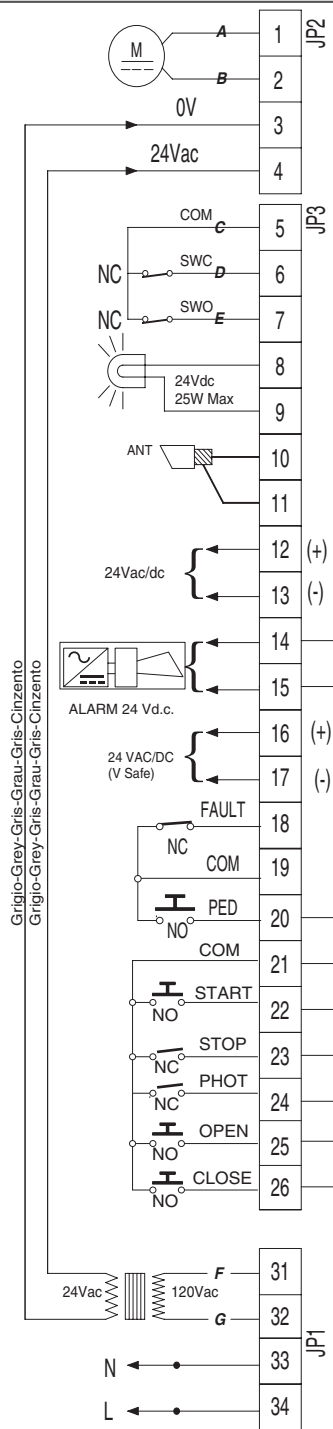 M
A 1
JP2
B 2
0V 3
24Vac 4
JP3
COM C 5
NC SWC D 6
NC SWO E 7
8
24Vdc
25W Max
9
ANT 10
11
12 (+)
24Vac/dc
13 (-)
14
15
ALARM 24 Vd.c.
16 (+)
24 VAC/DC
(V Safe)
17 (-)
FAULT 18
NC
COM 19
PED 20
NO
COM 21
START 22
NO
STOP 23
NC
PHOT 24
NC
OPEN 25
NO
CLOSE 26
NO
Grigio-Grey-Gris-Grau-Gris-Cinzento
Grigio-Grey-Gris-Grau-Gris-Cinzento
F 31
24Vac 120Vac
G 32
JP1
N 33
L 34